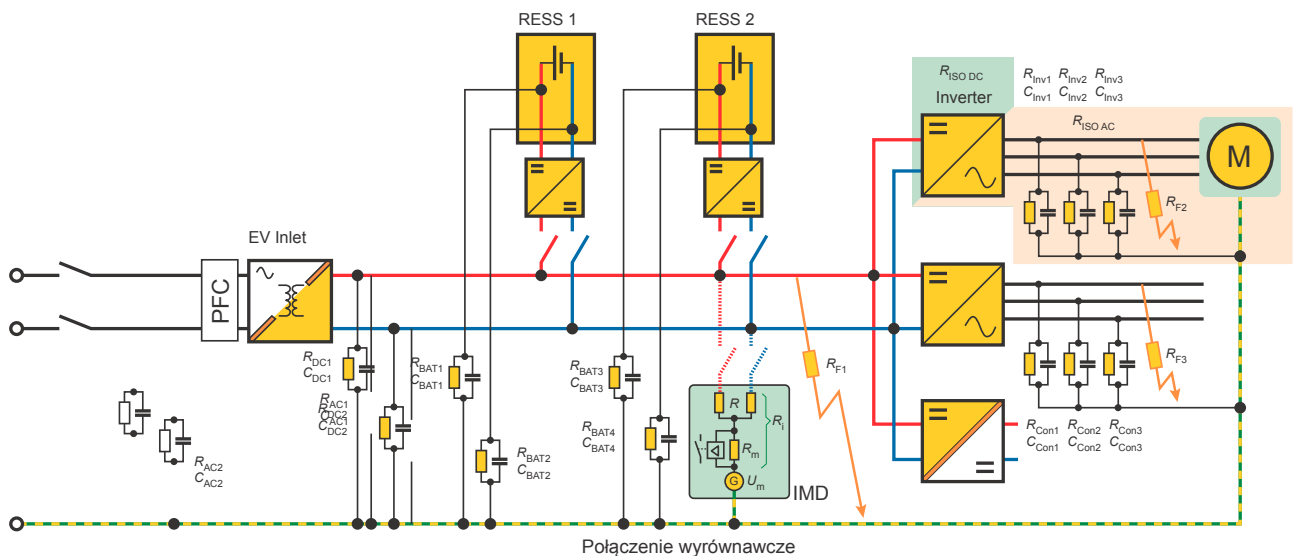 RESS 1
RESS 2
EV Inlet
PFC
RDC1
CDC1
RAC1
CAC1
RDC2
CDC2
RAC2
CAC2
RBAT1
CBAT1
RBAT2
CBAT2
RBAT3
CBAT3
RBAT4
CBAT4
R
Ri
Rm
G
Um
IMD
RF1
RISO DC
Inverter
RInv1 RInv2 RInv3
CInv1 CInv2 CInv3
RISO AC
M
RF2
RF3
RCon1 RCon2 RCon3
CCon1 CCon2 CCon3
Połączenie wyrównawcze